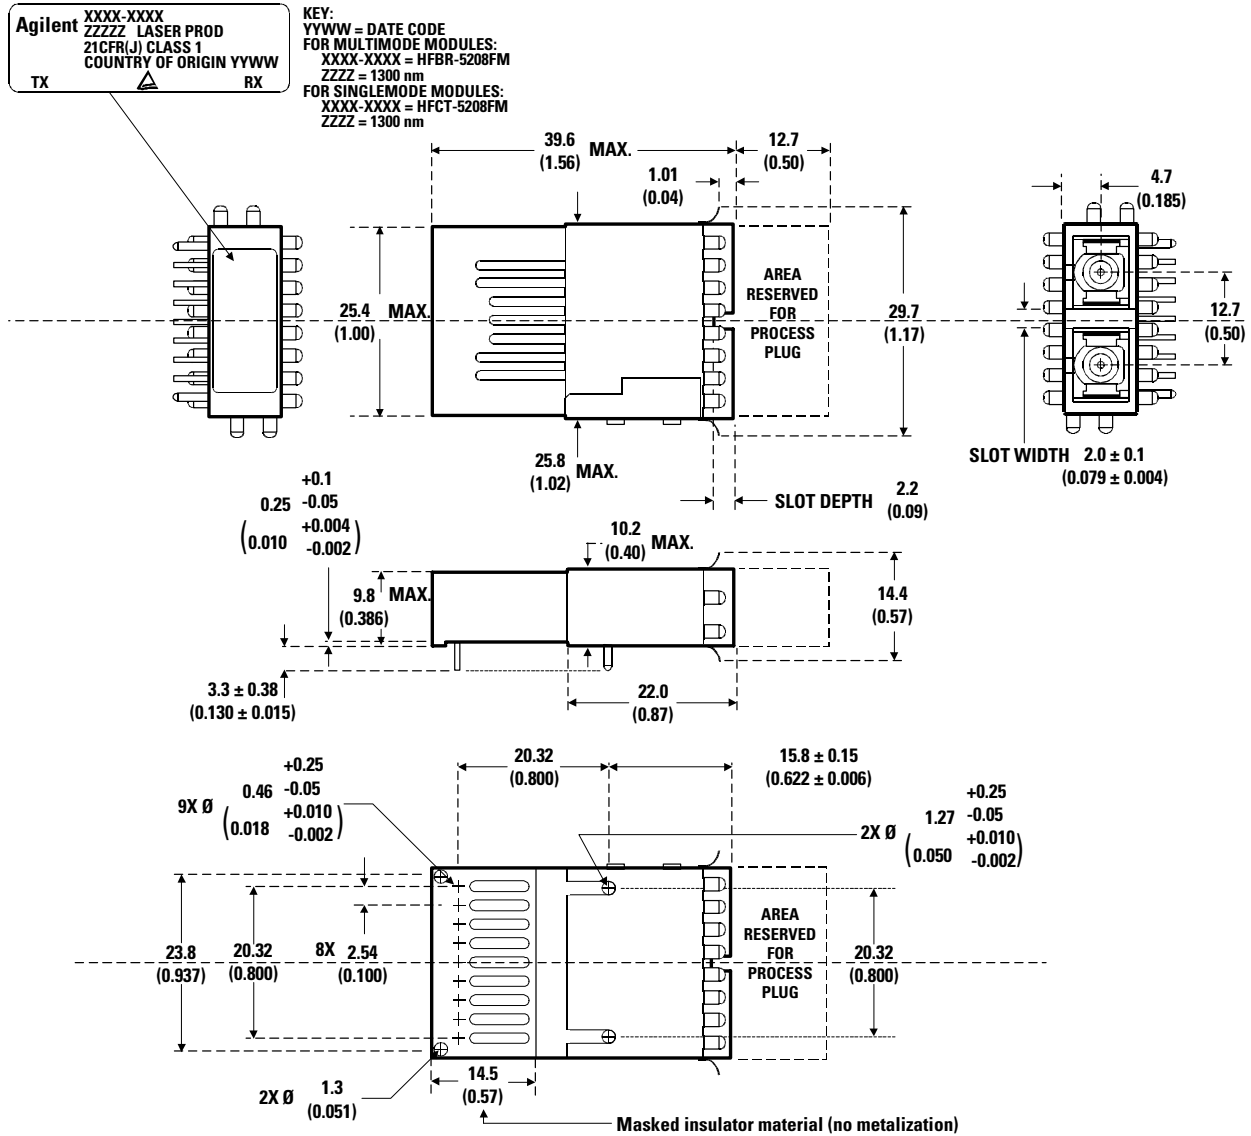 Agilent
XXXX-XXXX
ZZZZZ LASER PROD
21CFR(J) CLASS 1
COUNTRY OF ORIGIN YYWW
TX
RX
KEY:
YYWW = DATE CODE
FOR MULTIMODE MODULES:
XXXX-XXXX = HFBR-5208FM
ZZZZ = 1300 nm
FOR SINGLEMODE MODULES:
XXXX-XXXX = HFCT-5208FM
ZZZZ = 1300 nm
39.6
(1.56)
MAX.
12.7
(0.50)
1.01
(0.04)
4.7
(0.185)
25.4
(1.00)
MAX.
AREA
RESERVED
FOR
PROCESS
PLUG
29.7
(1.17)
12.7
(0.50)
25.8
(1.02)
MAX.
SLOT DEPTH
2.2
(0.09)
SLOT WIDTH
2.0 ± 0.1
(0.079 ± 0.004)
0.25
+0.1
-0.05
(0.010
+0.004
-0.002)
10.2
(0.40)
MAX.
9.8
(0.386)
MAX.
14.4
(0.57)
3.3 ± 0.38
(0.130 ± 0.015)
22.0
(0.87)
20.32
(0.800)
15.8 ± 0.15
(0.622 ± 0.006)
9X Ø
0.46
+0.25
-0.05
(0.018
+0.010
-0.002)
2X Ø
1.27
+0.25
-0.05
(0.050
+0.010
-0.002)
23.8
(0.937)
20.32
(0.800)
8X
2.54
(0.100)
AREA
RESERVED
FOR
PROCESS
PLUG
20.32
(0.800)
2X Ø
1.3
(0.051)
14.5
(0.57)
Masked insulator material (no metalization)